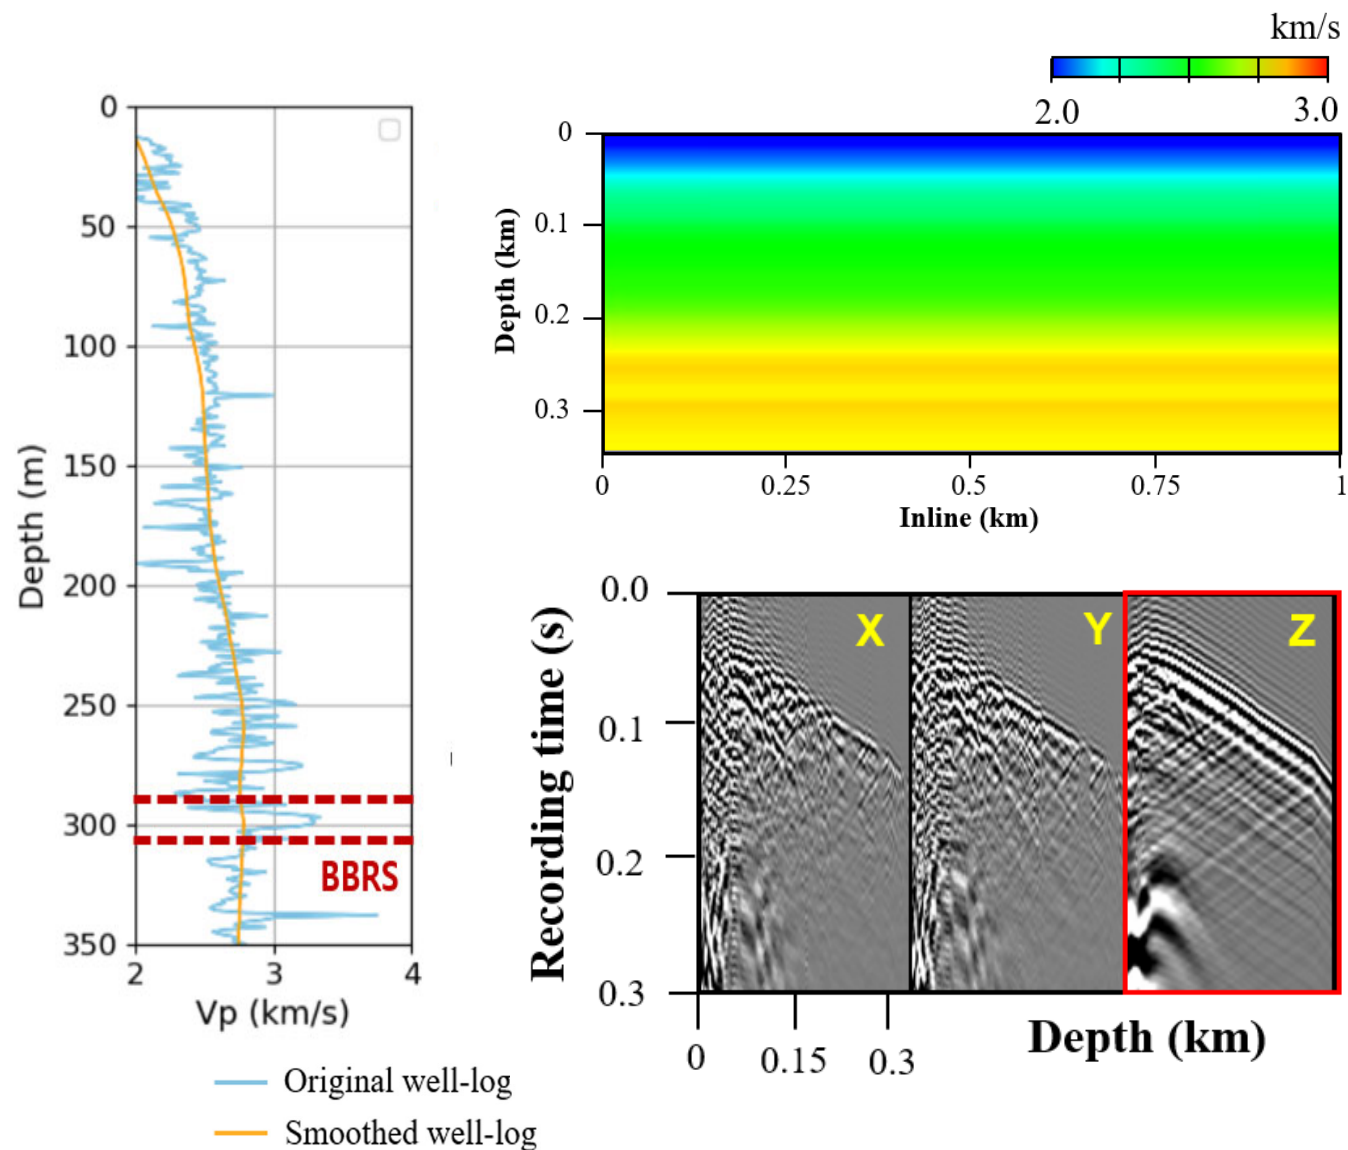 0
50
100
150
200
250
300
350
Depth (m)
BBRS
2 3 4
Vp (km/s)
Original well-log
Smoothed well-log
km/s
2.0 3.0
0
0.1
0.2
0.3
Depth (km)
0 0.25 0.5 0.75 1
Inline (km)
0.0
0.1
0.2
0.3
Recording time (s)
X Y Z
0 0.15 0.3
Depth (km)